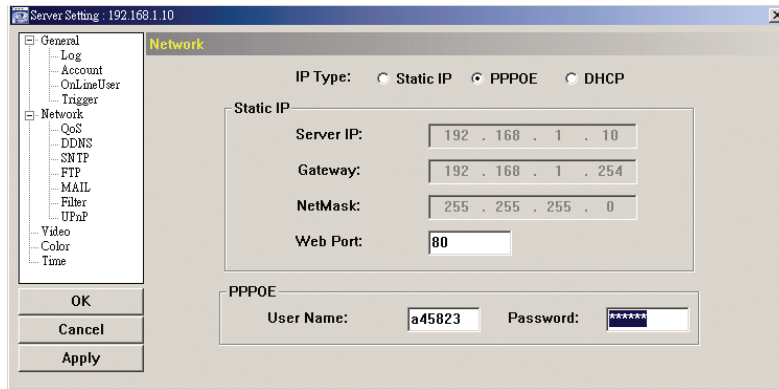 Server Setting : 192.168.1.10
General
Log
Account
OnLineUser
Trigger
Network
QoS
DDNS
SNTP
FTP
MAIL
Filter
UPnP
Video
Color
Time
OK
Cancel
Apply
Network
IP Type: Static IP PPPOE DHCP
Static IP
Server IP: 192 . 168 . 1 . 10
Gateway: 192 . 168 . 1 . 254
NetMask: 255 . 255 . 255 . 0
Web Port: 80
PPPOE
User Name: a45823 Password: ******